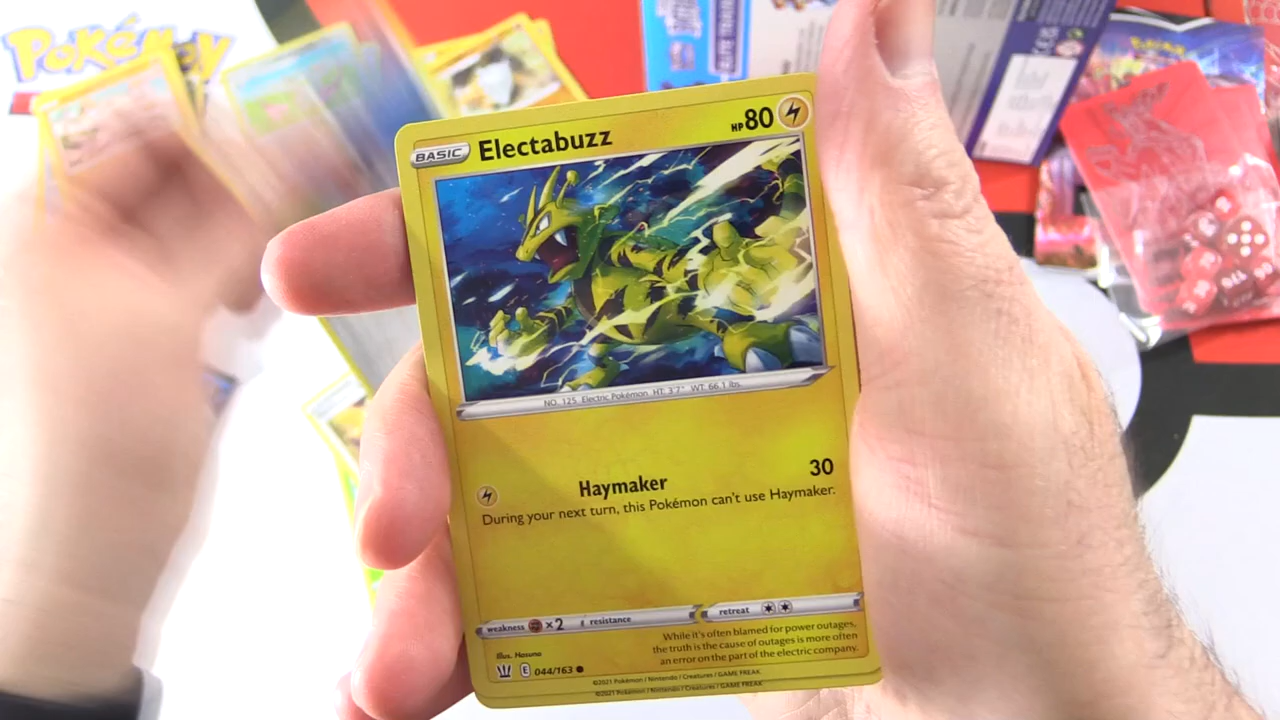 Pokémon
BASIC Electabuzz HP 80
NO. 125 Electric Pokémon HT: 3'7" WT: 66.1 lbs.
Haymaker 30
During your next turn, this Pokémon can't use Haymaker.
weakness ×2 resistance retreat
While it's often blamed for power outages,
the truth is the cause of outages is more often
an error on the part of the electric company.
Illus. Hasuno
E 044/163
©2021 Pokémon / Nintendo / Creatures / GAME FREAK
©2021 Pokémon / Nintendo / Creatures / GAME FREAK